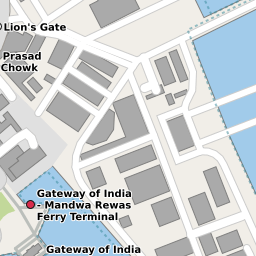 Lion's Gate
Prasad
Chowk
Gateway of India
- Mandwa Rewas
Ferry Terminal
Gateway of India